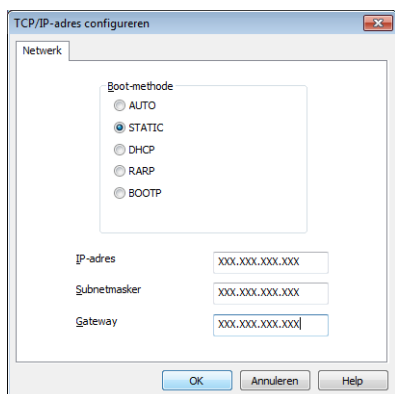 TCP/IP-adres configureren
Netwerk
Boot-methode
AUTO
STATIC
DHCP
RARP
BOOTP
IP-adres XXX.XXX.XXX.XXX
Subnetmasker XXX.XXX.XXX.XXX
Gateway XXX.XXX.XXX.XXX
OK Annuleren Help